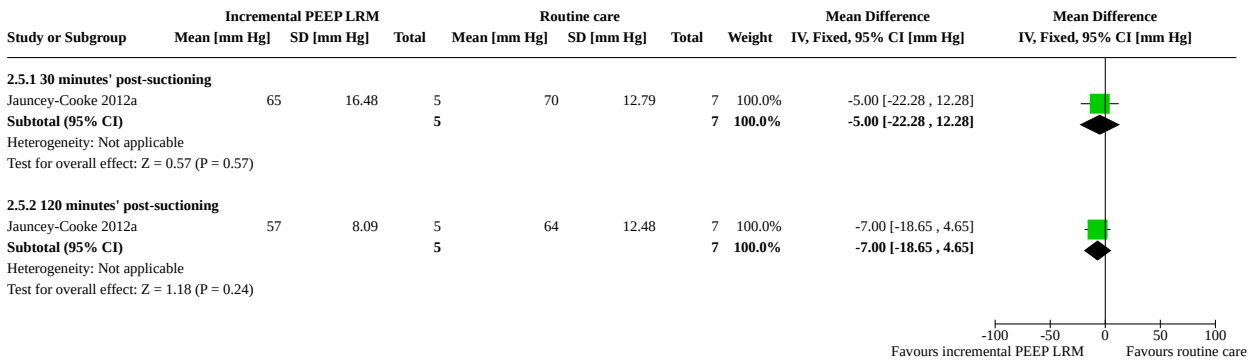 Incremental PEEP LRM Routine care Mean Difference Mean Difference
Study or Subgroup Mean [mm Hg] SD [mm Hg] Total Mean [mm Hg] SD [mm Hg] Total Weight IV, Fixed, 95% CI [mm Hg] IV, Fixed, 95% CI [mm Hg]
2.5.1 30 minutes' post-suctioning
Jauncey-Cooke 2012a 65 16.48 5 70 12.79 7 100.0% -5.00 [-22.28 , 12.28]
Subtotal (95% CI) 5 7 100.0% -5.00 [-22.28 , 12.28]
Heterogeneity: Not applicable
Test for overall effect: Z = 0.57 (P = 0.57)
2.5.2 120 minutes' post-suctioning
Jauncey-Cooke 2012a 57 8.09 5 64 12.48 7 100.0% -7.00 [-18.65 , 4.65]
Subtotal (95% CI) 5 7 100.0% -7.00 [-18.65 , 4.65]
Heterogeneity: Not applicable
Test for overall effect: Z = 1.18 (P = 0.24)
-100 -50 0 50 100
Favours incremental PEEP LRM Favours routine care